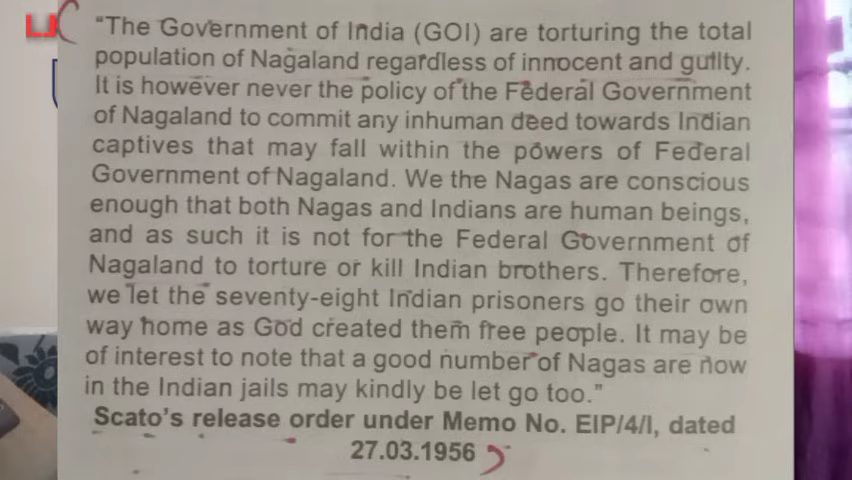 "The Government of India (GOI) are torturing the total
population of Nagaland regardless of innocent and guilty.
It is however never the policy of the Federal Government
of Nagaland to commit any inhuman deed towards Indian
captives that may fall within the powers of Federal
Government of Nagaland. We the Nagas are conscious
enough that both Nagas and Indians are human beings,
and as such it is not for the Federal Government of
Nagaland to torture or kill Indian brothers. Therefore,
we let the seventy-eight Indian prisoners go their own
way home as God created them free people. It may be
of interest to note that a good number of Nagas are now
in the Indian jails may kindly be let go too."
Scato's release order under Memo No. EIP/4/I, dated
27.03.1956